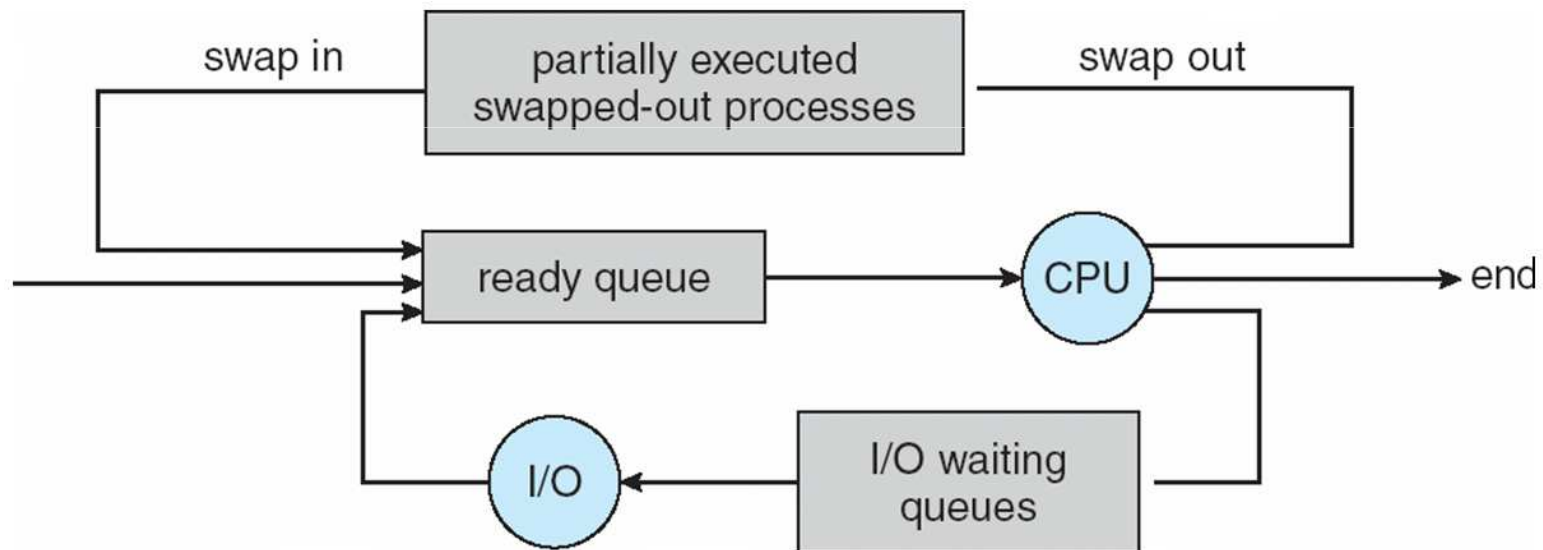 swap in
partially executed
swapped-out processes
swap out
ready queue
CPU
end
I/O
I/O waiting
queues